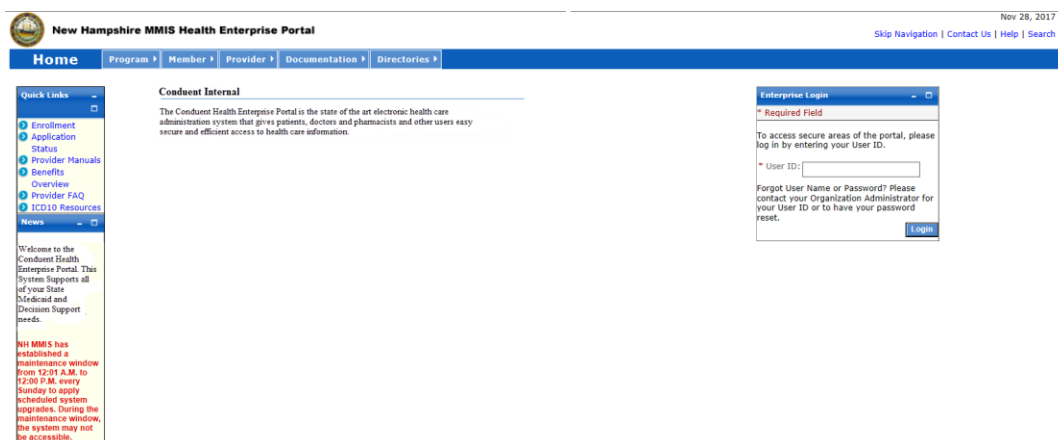 Nov 28, 2017
New Hampshire MMIS Health Enterprise Portal
Skip Navigation | Contact Us | Help | Search
Home Program Member Provider Documentation Directories
Quick Links
Enrollment
Application
Status
Provider Manuals
Benefits
Overview
Provider FAQ
ICD10 Resources
News
Welcome to the
Conduent Health
Enterprise Portal. This
System Supports all
of your State
Medicaid and
Decision Support
needs.
NH MMIS has
established a
maintenance window
from 12:01 A.M. to
12:00 P.M. every
Sunday to apply
scheduled system
upgrades. During the
maintenance window,
the system may not
be accessible.
Conduent Internal
The Conduent Health Enterprise Portal is the state of the art electronic health care
administration system that gives patients, doctors and pharmacists and other users easy
secure and efficient access to health care information.
Enterprise Login
* Required Field
To access secure areas of the portal, please
log in by entering your User ID.
* User ID:
Forgot User Name or Password? Please
contact your Organization Administrator for
your User ID or to have your password
reset.
Login